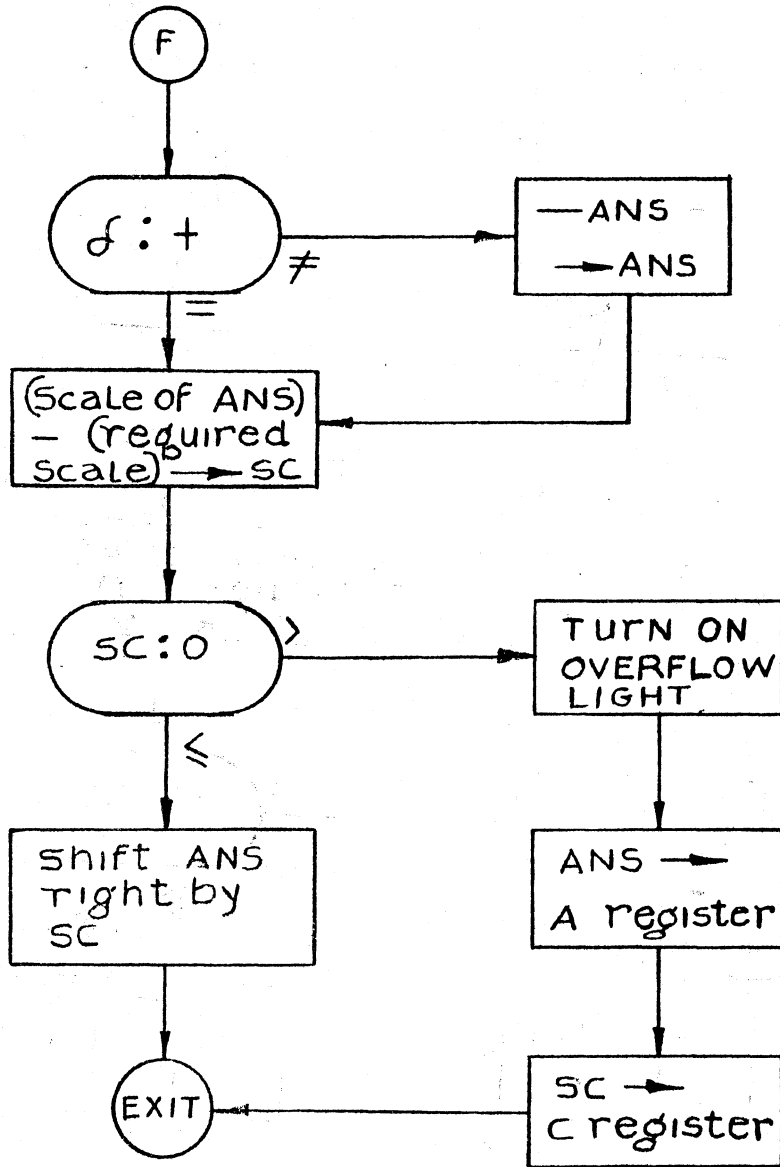 F
δ : +
≠
=
— ANS
→ ANS
(Scale of ANS)
— (required
Scale) → SC
SC : O
>
≤
TURN ON
OVERFLOW
LIGHT
Shift ANS
right by
SC
ANS →
A register
SC →
C register
EXIT